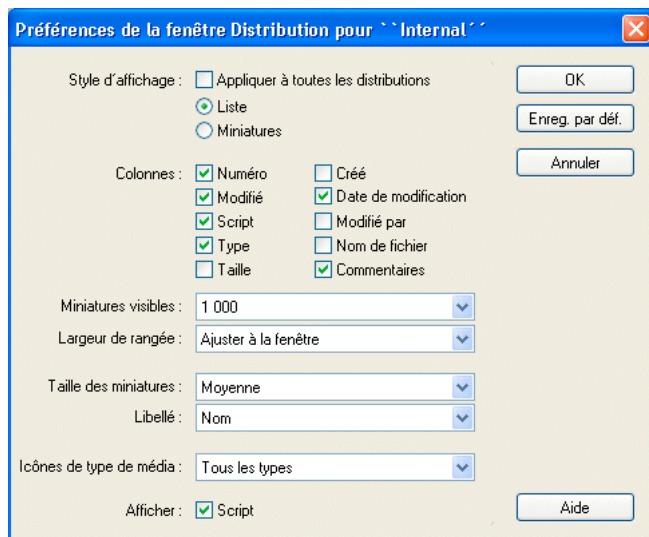 Préférences de la fenêtre Distribution pour ``Internal´´
Style d´affichage : Appliquer à toutes les distributions
Liste
Miniatures
OK
Enreg. par déf.
Annuler
Colonnes : Numéro Créé
Modifié Date de modification
Script Modifié par
Type Nom de fichier
Taille Commentaires
Miniatures visibles : 1 000
Largeur de rangée : Ajuster à la fenêtre
Taille des miniatures : Moyenne
Libellé : Nom
Icônes de type de média : Tous les types
Afficher : Script
Aide